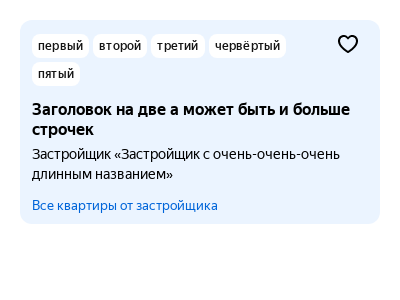 первый второй третий червёртый
пятый
Заголовок на две а может быть и больше
строчек
Застройщик «Застройщик с очень-очень-очень
длинным названием»
Все квартиры от застройщика